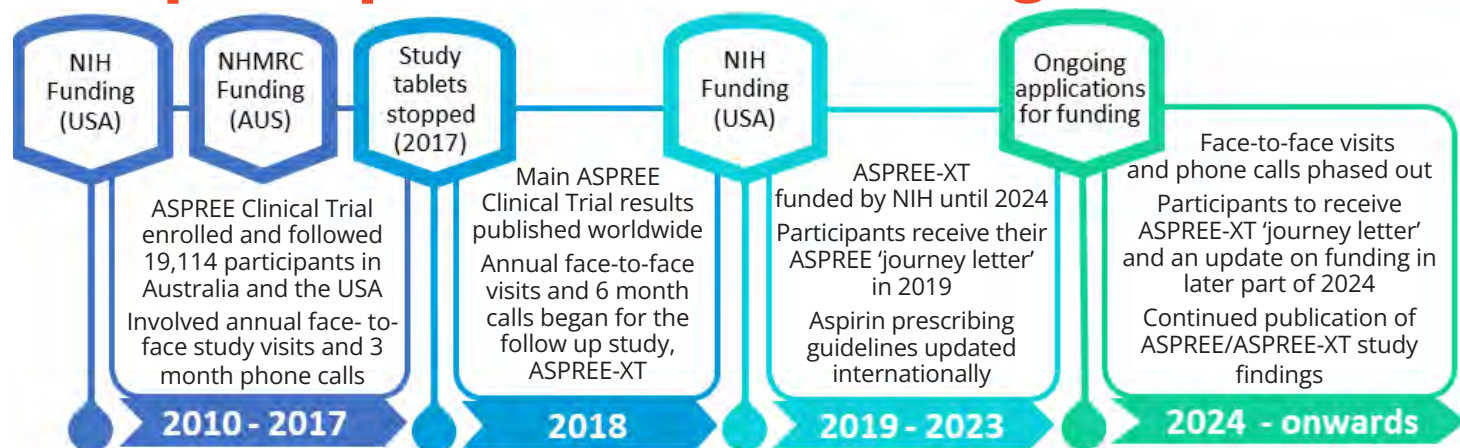 NIH
Funding
(USA)
NHMRC
Funding
(AUS)
Study
tablets
stopped
(2017)
NIH
Funding
(USA)
Ongoing
applications
for funding
ASPREE Clinical Trial
enrolled and followed
19,114 participants in
Australia and the USA
Involved annual face- to-
face study visits and 3
month phone calls
Main ASPREE
Clinical Trial results
published worldwide
Annual face-to-face
visits and 6 month
calls began for the
follow up study,
ASPREE-XT
ASPREE-XT
funded by NIH until 2024
Participants receive their
ASPREE ‘journey letter’
in 2019
Aspirin prescribing
guidelines updated
internationally
Face-to-face visits
and phone calls phased out
Participants to receive
ASPREE-XT ‘journey letter’
and an update on funding in
later part of 2024
Continued publication of
ASPREE/ASPREE-XT study
findings
2010 - 2017
2018
2019 - 2023
2024 - onwards